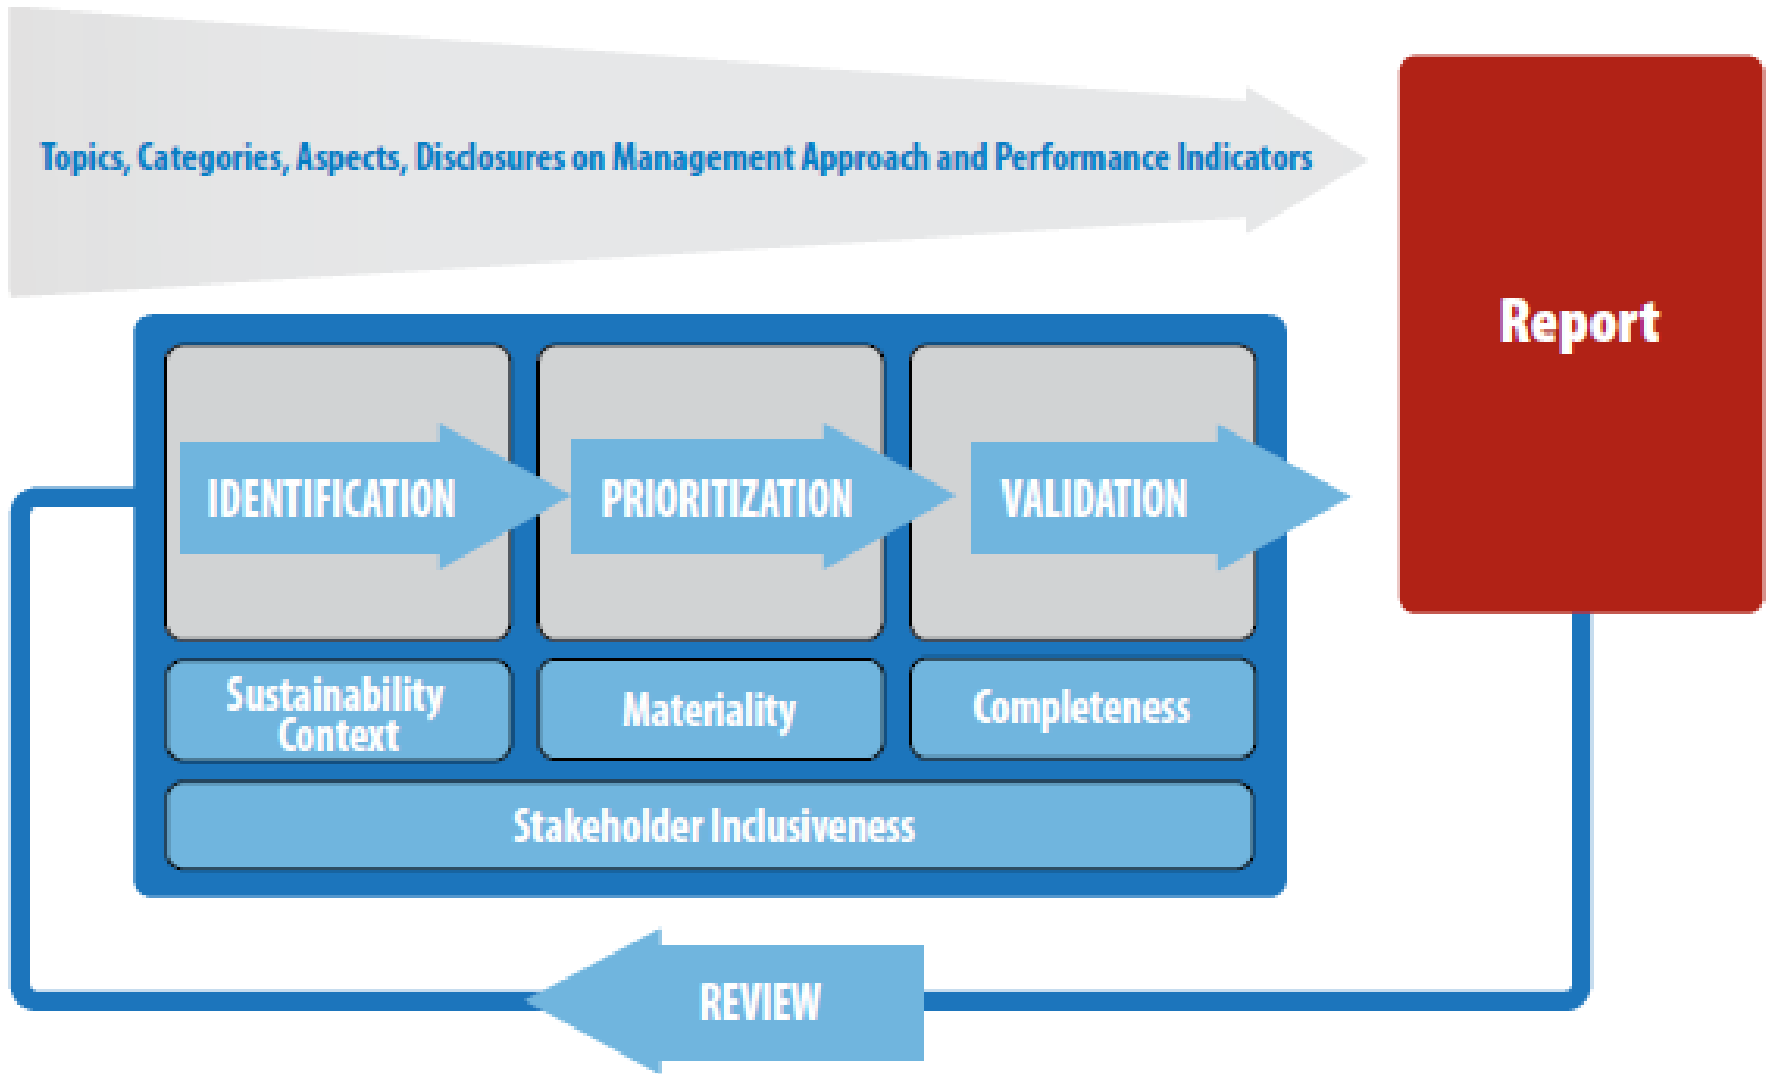 Topics, Categories, Aspects, Disclosures on Management Approach and Performance Indicators
Report
IDENTIFICATION
PRIORITIZATION
VALIDATION
Sustainability
Context
Materiality
Completeness
Stakeholder Inclusiveness
REVIEW